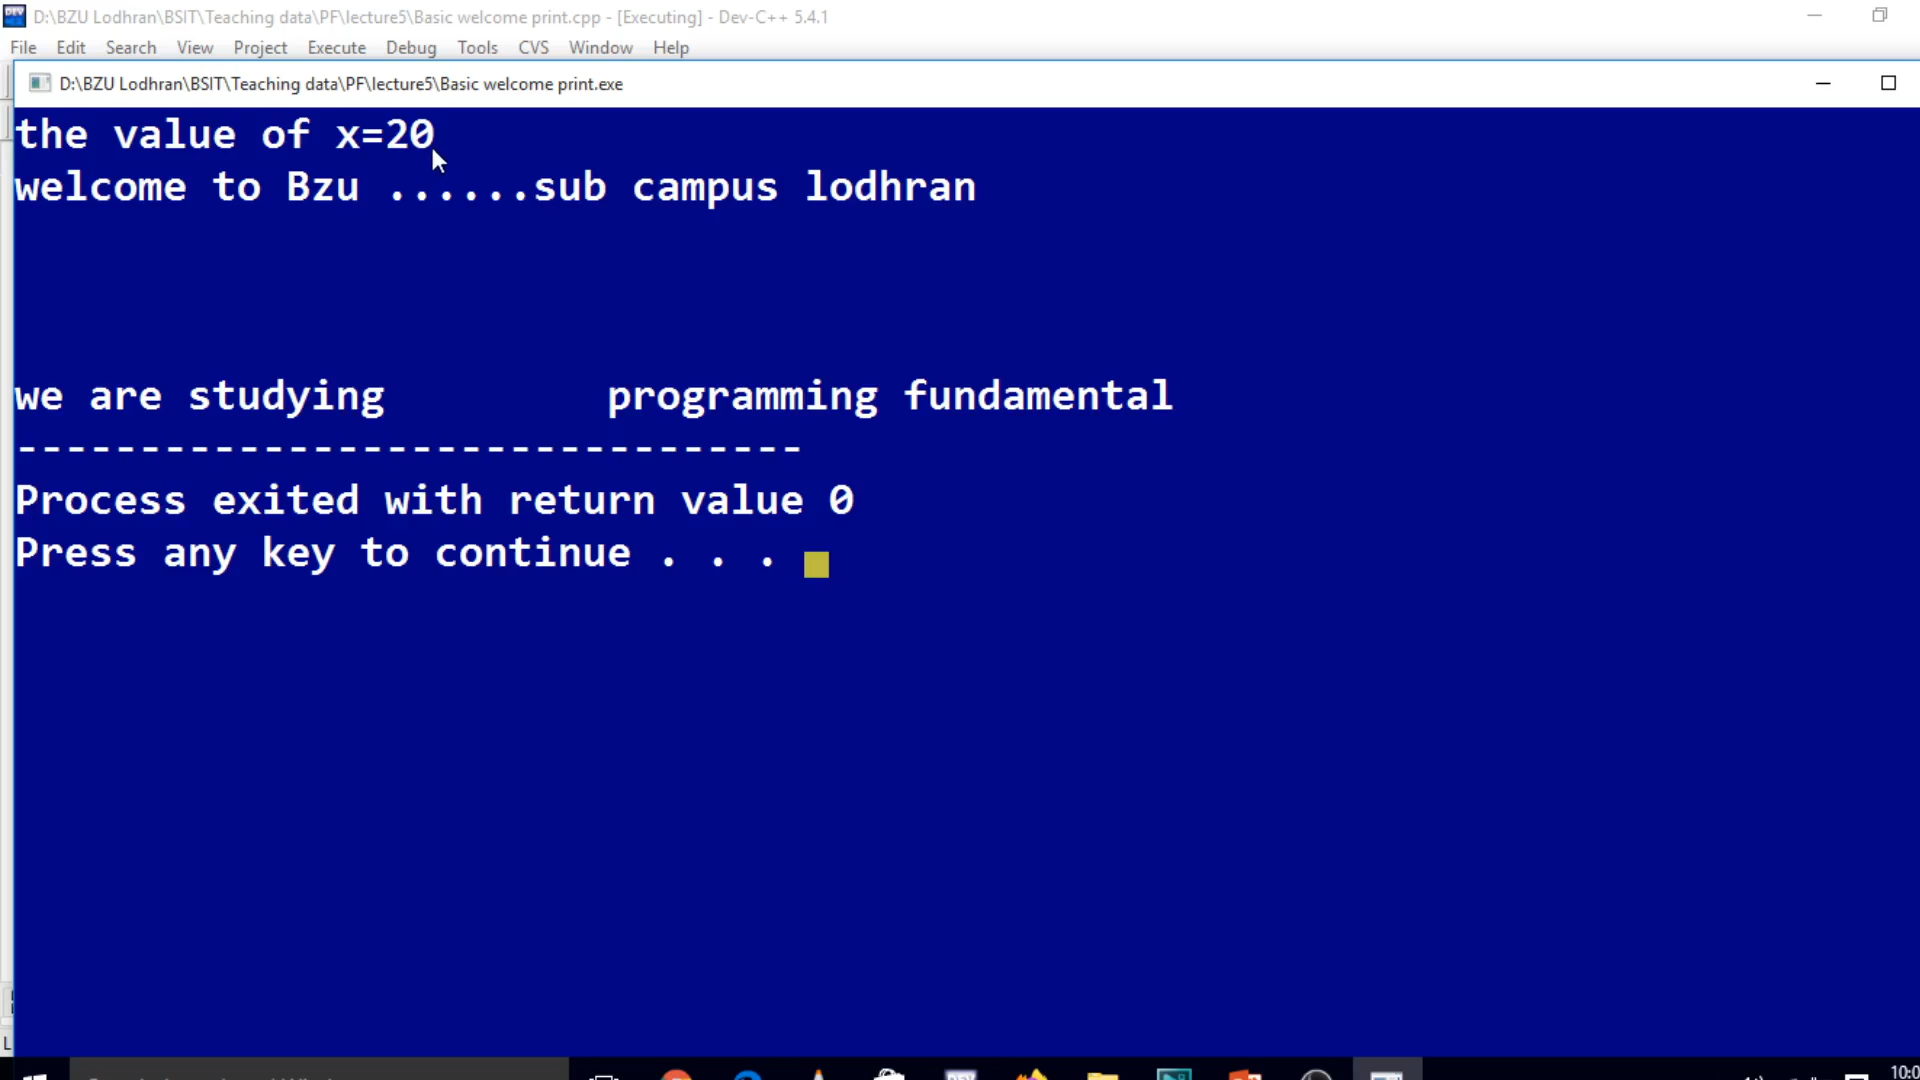 D:\BZU Lodhran\BSIT\Teaching data\PF\lecture5\Basic welcome print.cpp - [Executing] - Dev-C++ 5.4.1
File Edit Search View Project Execute Debug Tools CVS Window Help
D:\BZU Lodhran\BSIT\Teaching data\PF\lecture5\Basic welcome print.exe
the value of x=20
welcome to Bzu ......sub campus lodhran
we are studying         programming fundamental
--------------------------------
Process exited with return value 0
Press any key to continue . . .